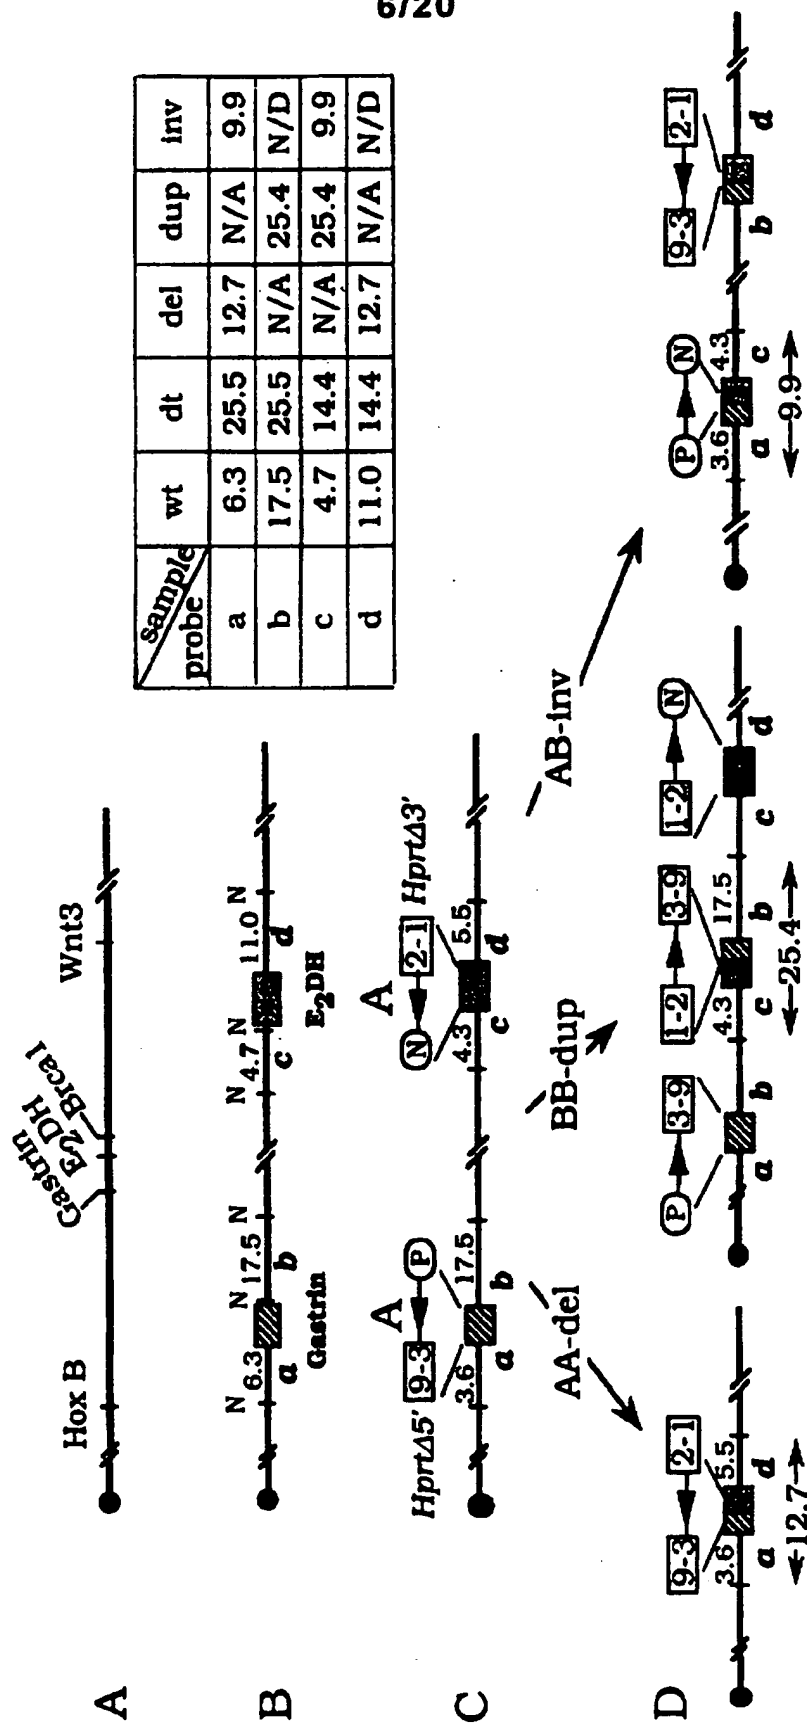 6/20
A
Hox B
Gastrin
E2DH
Brca1
Wnt3
B
N 6.3 N 17.5 N N 4.7 N 11.0 N
a b c d
Gastrin
E2DH
sample
probe wt dt del dup inv
a 6.3 25.5 12.7 N/A 9.9
b 17.5 25.5 N/A 25.4 N/D
c 4.7 14.4 N/A 25.4 9.9
d 11.0 14.4 12.7 N/A N/D
C
HprtΔ5' A A HprtΔ3'
9-3 P N 2-1
3.6 17.5 4.3 5.5
a b c d
AA-del
BB-dup
AB-inv
D
9-3 2-1
3.6 5.5
a d
12.7
P 3-9 1-2 3-9 1-2 N
4.3 17.5
a b c b c d
25.4
P N 9-3 2-1
3.6 4.3
a c b d
9.9